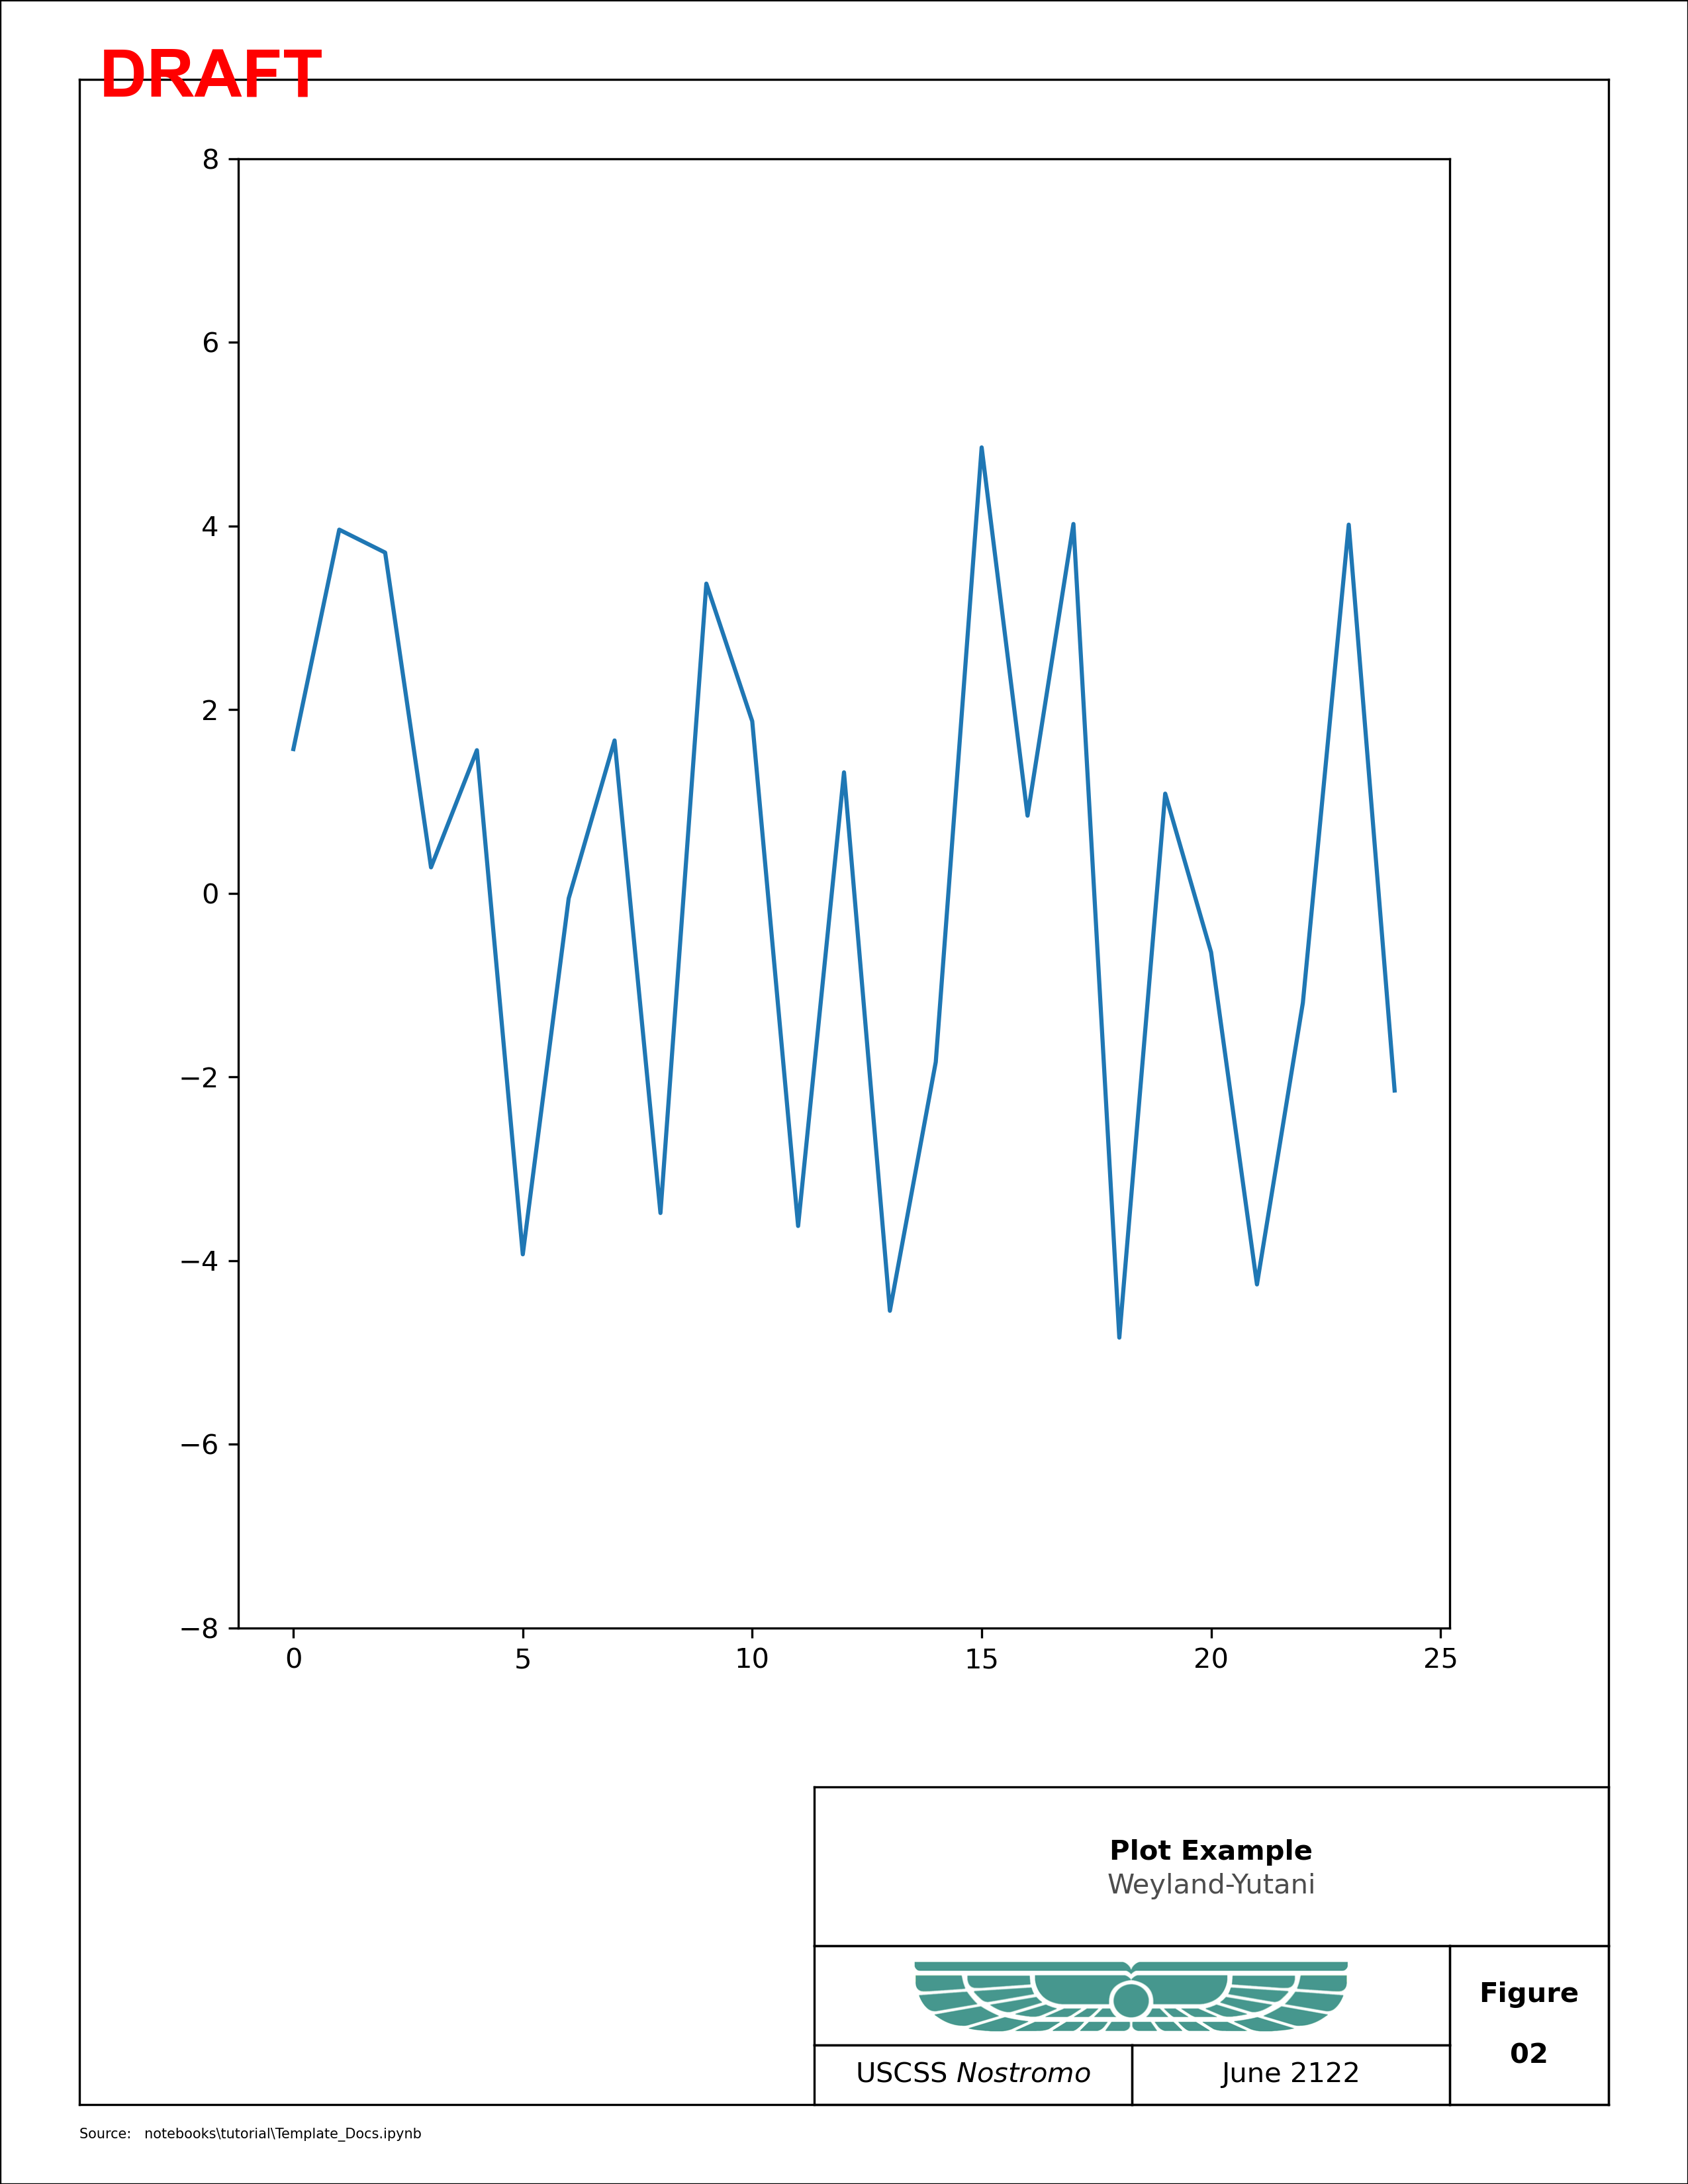 DRAFT
8
6
4
2
0
−2
−4
−6
−8
0 5 10 15 20 25
Plot Example
Weyland-Yutani
Figure
02
USCSS Nostromo
June 2122
Source: notebooks\tutorial\Template_Docs.ipynb